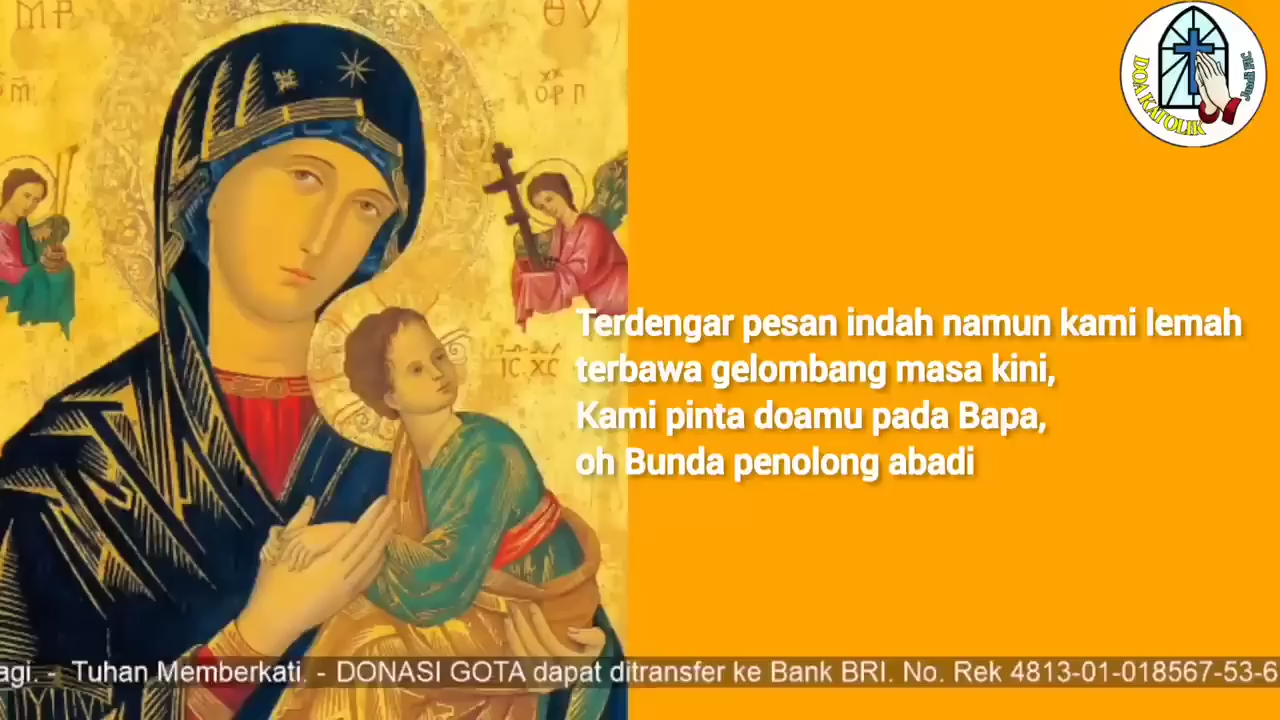 ΜΡ
ΘΥ
ΟΡΠ
IC XC
DOA KATOLIK
Terdengar pesan indah namun kami lemah
terbawa gelombang masa kini,
Kami pinta doamu pada Bapa,
oh Bunda penolong abadi
agi. - Tuhan Memberkati. - DONASI GOTA dapat ditransfer ke Bank BRI. No. Rek 4813-01-018567-53-6